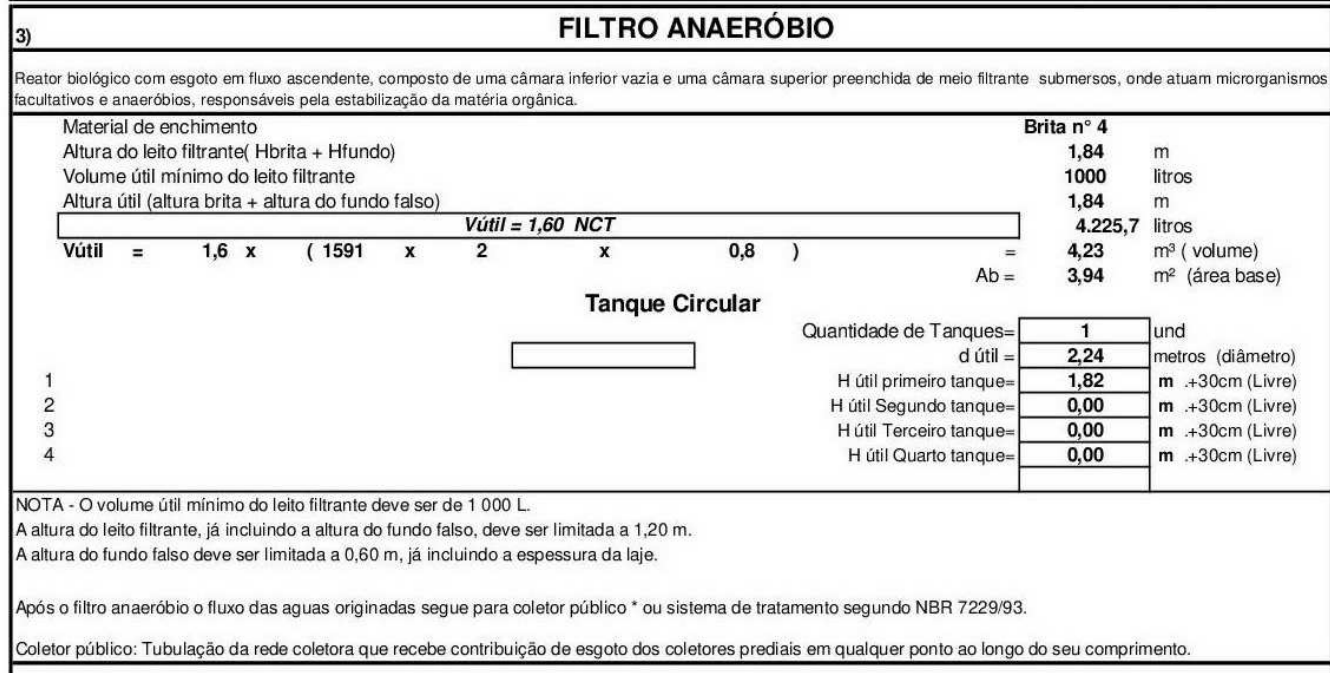 3) FILTRO ANAERÓBIO
Reator biológico com esgoto em fluxo ascendente, composto de uma câmara inferior vazia e uma câmara superior preenchida de meio filtrante submersos, onde atuam microrganismos
facultativos e anaeróbios, responsáveis pela estabilização da matéria orgânica.
Material de enchimento Brita n° 4
Altura do leito filtrante( Hbrita + Hfundo) 1,84 m
Volume útil mínimo do leito filtrante 1000 litros
Altura útil (altura brita + altura do fundo falso) 1,84 m
Vútil = 1,60 NCT 4.225,7 litros
Vútil = 1,6 x ( 1591 x 2 x 0,8 ) = 4,23 m³ ( volume)
Ab = 3,94 m² (área base)
Tanque Circular
Quantidade de Tanques= 1 und
d útil = 2,24 metros (diâmetro)
1 H útil primeiro tanque= 1,82 m .+30cm (Livre)
2 H útil Segundo tanque= 0,00 m .+30cm (Livre)
3 H útil Terceiro tanque= 0,00 m .+30cm (Livre)
4 H útil Quarto tanque= 0,00 m .+30cm (Livre)
NOTA - O volume útil mínimo do leito filtrante deve ser de 1 000 L.
A altura do leito filtrante, já incluindo a altura do fundo falso, deve ser limitada a 1,20 m.
A altura do fundo falso deve ser limitada a 0,60 m, já incluindo a espessura da laje.
Após o filtro anaeróbio o fluxo das aguas originadas segue para coletor público * ou sistema de tratamento segundo NBR 7229/93.
Coletor público: Tubulação da rede coletora que recebe contribuição de esgoto dos coletores prediais em qualquer ponto ao longo do seu comprimento.